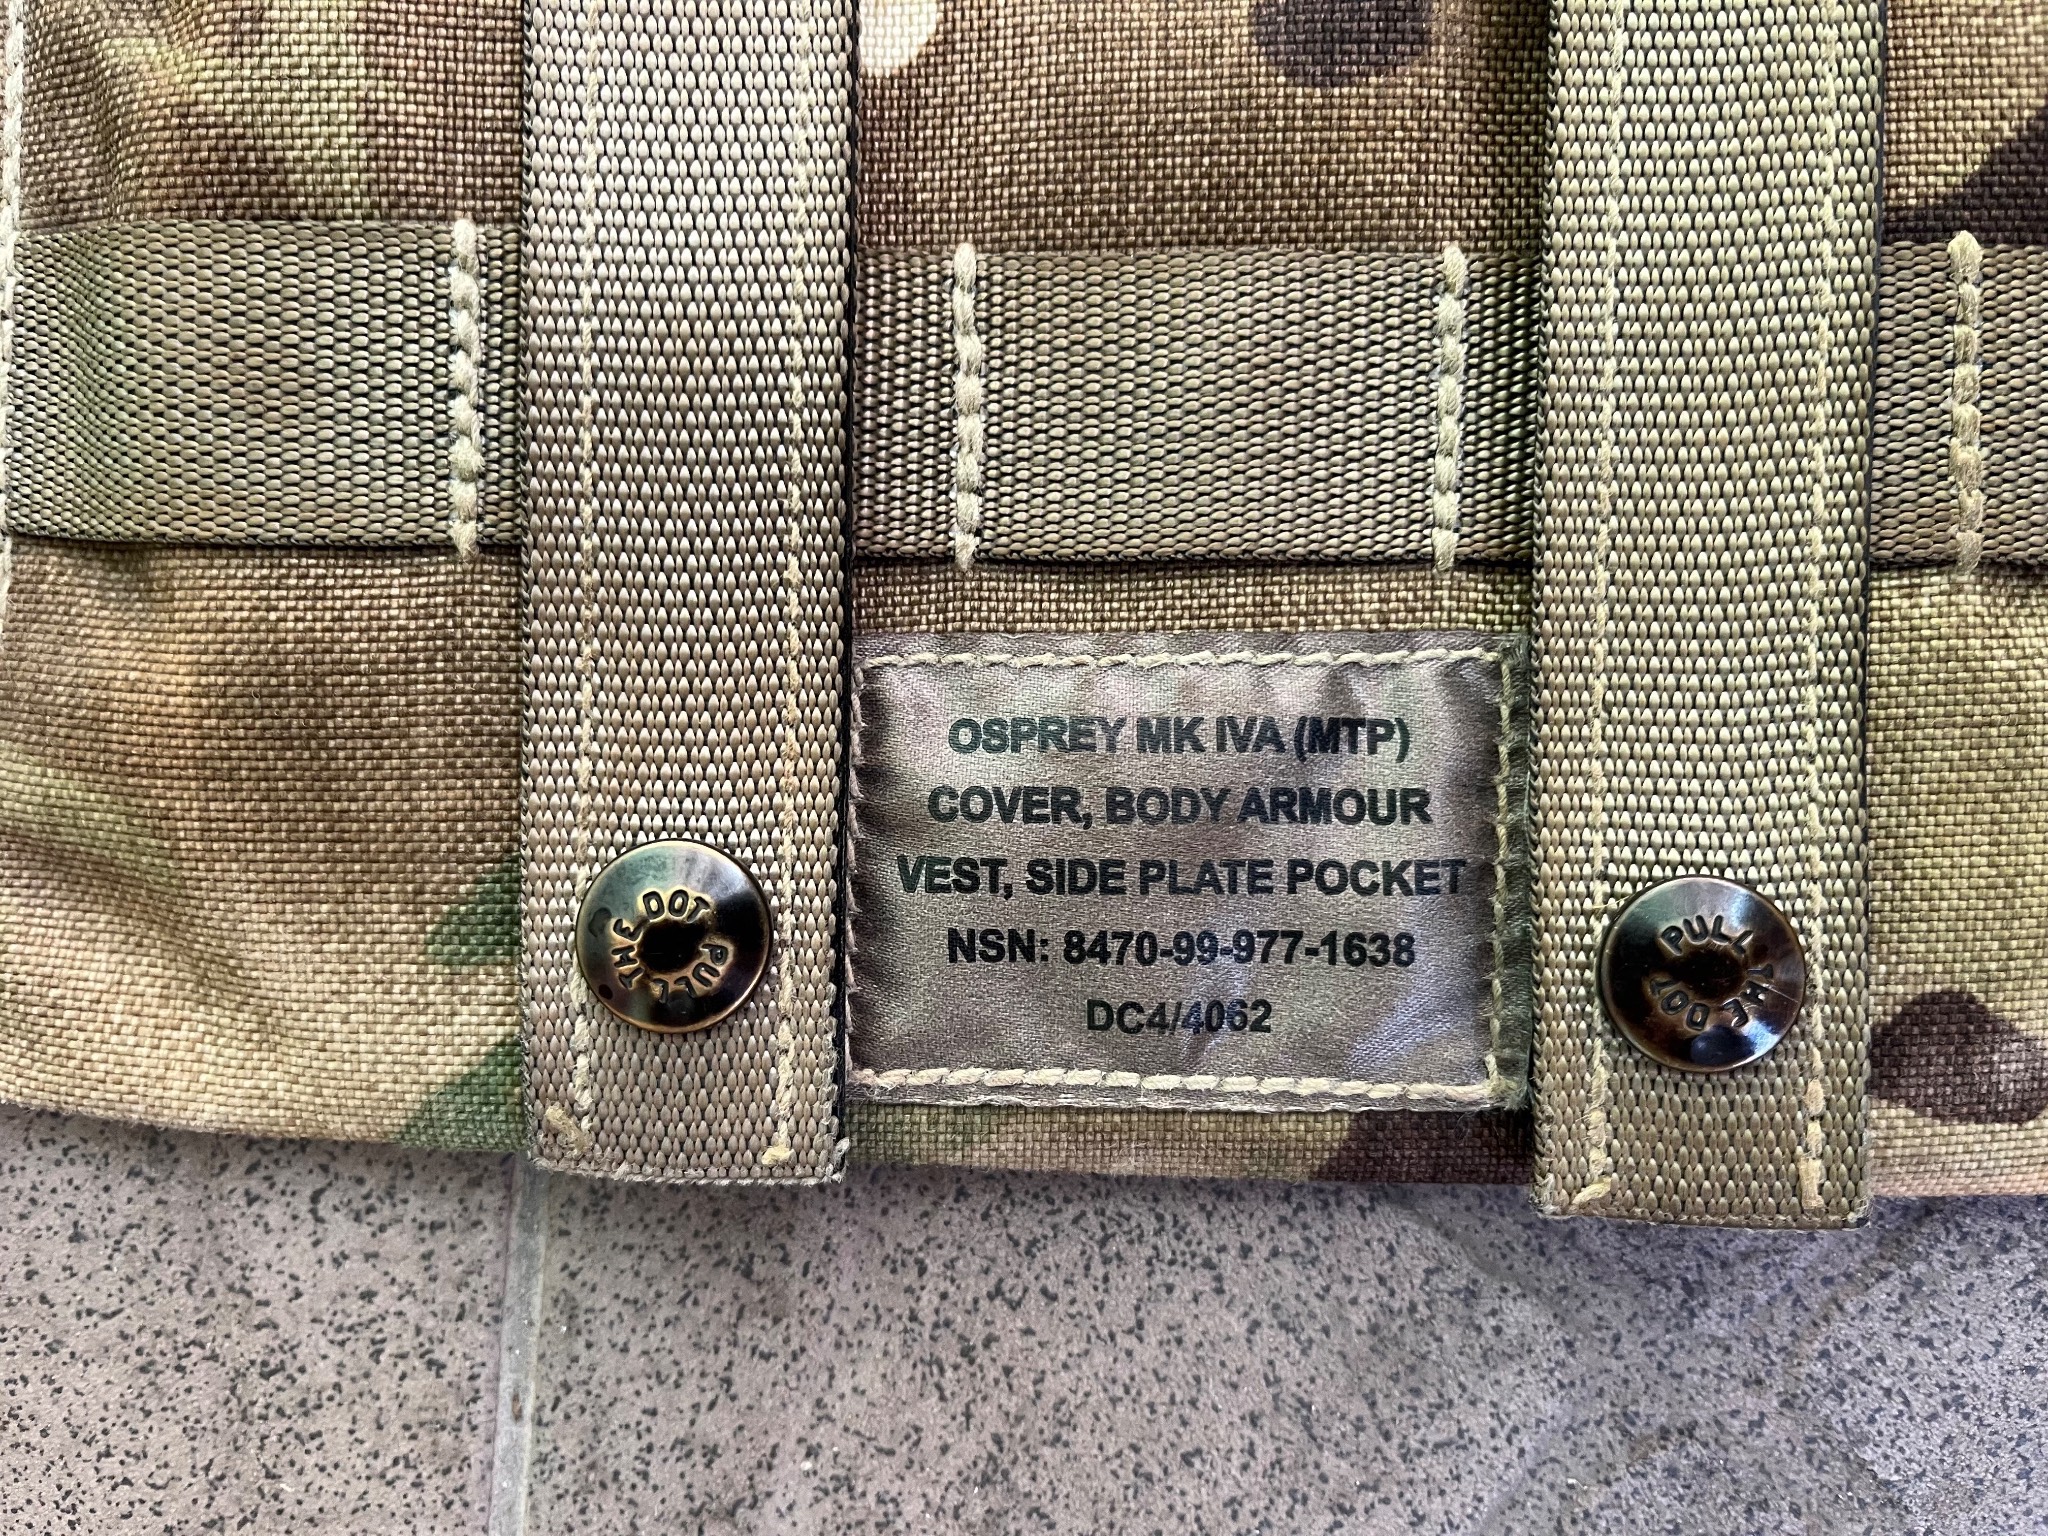 OSPREY MK IVA (MTP)
COVER, BODY ARMOUR
VEST, SIDE PLATE POCKET
NSN: 8470-99-977-1638
DC4/4062
PULL THE DOT
PULL THE DOT